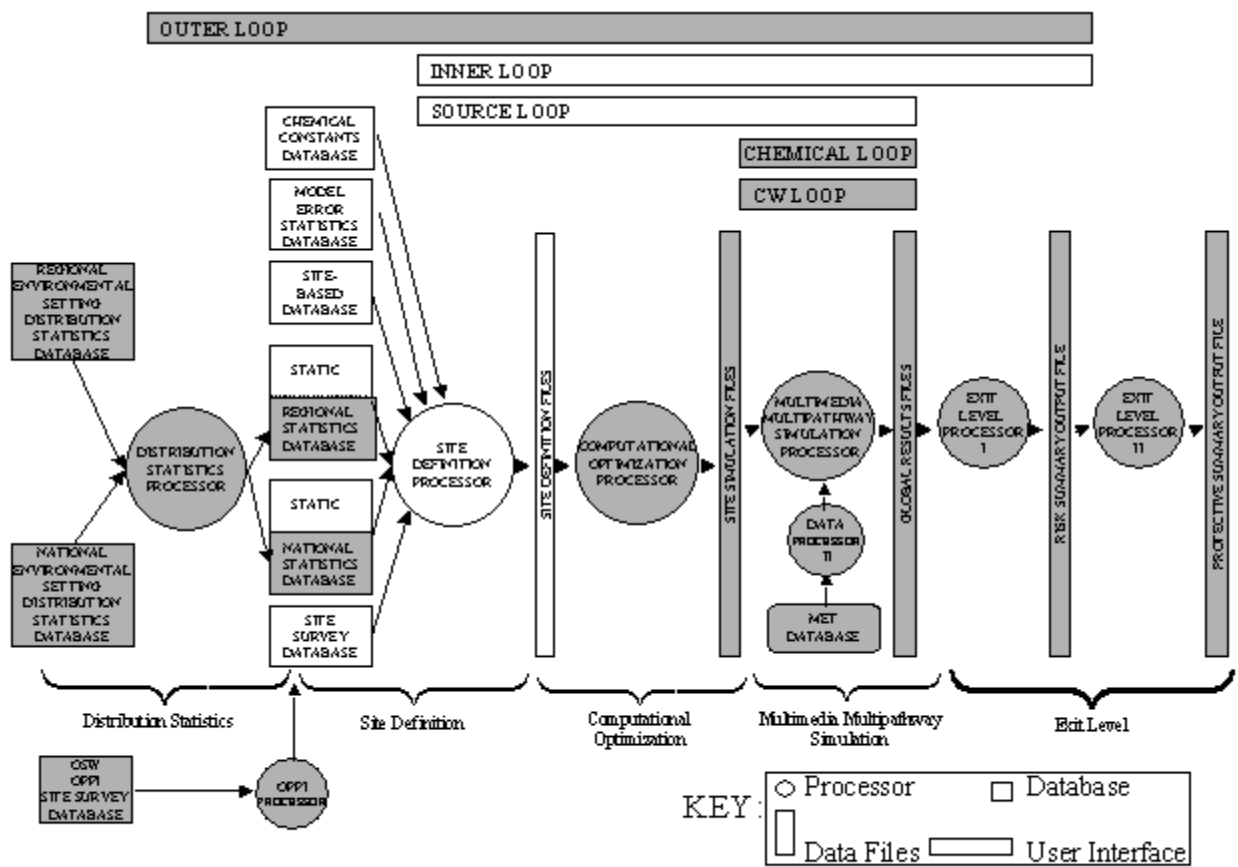 OUTER LOOP
INNER LOOP
SOURCE LOOP
CHEMICAL LOOP
CW LOOP
CHEMICAL
CONSTANTS
DATABASE
MODEL
ERROR
STATISTICS
DATABASE
SITE-
BASED
DATABASE
STATIC
REGIONAL
STATISTICS
DATABASE
STATIC
NATIONAL
STATISTICS
DATABASE
SITE
SURVEY
DATABASE
REGIONAL
ENVIRONMENTAL
SETTING
DISTRIBUTION
STATISTICS
DATABASE
NATIONAL
ENVIRONMENTAL
SETTING
DISTRIBUTION
STATISTICS
DATABASE
DISTRIBUTION
STATISTICS
PROCESSOR
SITE
DEFINITION
PROCESSOR
SITE DEFINITION FILES
COMPUTATIONAL
OPTIMIZATION
PROCESSOR
SITE SIMULATION FILES
MULTIMEDIA
MULTIPATHWAY
SIMULATION
PROCESSOR
DATA
PROCESSOR
II
MET
DATABASE
GLOBAL RESULTS FILES
EXIT
LEVEL
PROCESSOR
I
RISK SUMMARY OUTPUT FILE
EXIT
LEVEL
PROCESSOR
II
PROTECTIVE SUMMARY OUTPUT FILE
Distribution Statistics
Site Definition
Computational
Optimization
Multimedia Multipathway
Simulation
Exit Level
OSW
OPPI
SITE SURVEY
DATABASE
OPPI
PROCESSOR
KEY:
Processor
Database
Data Files
User Interface